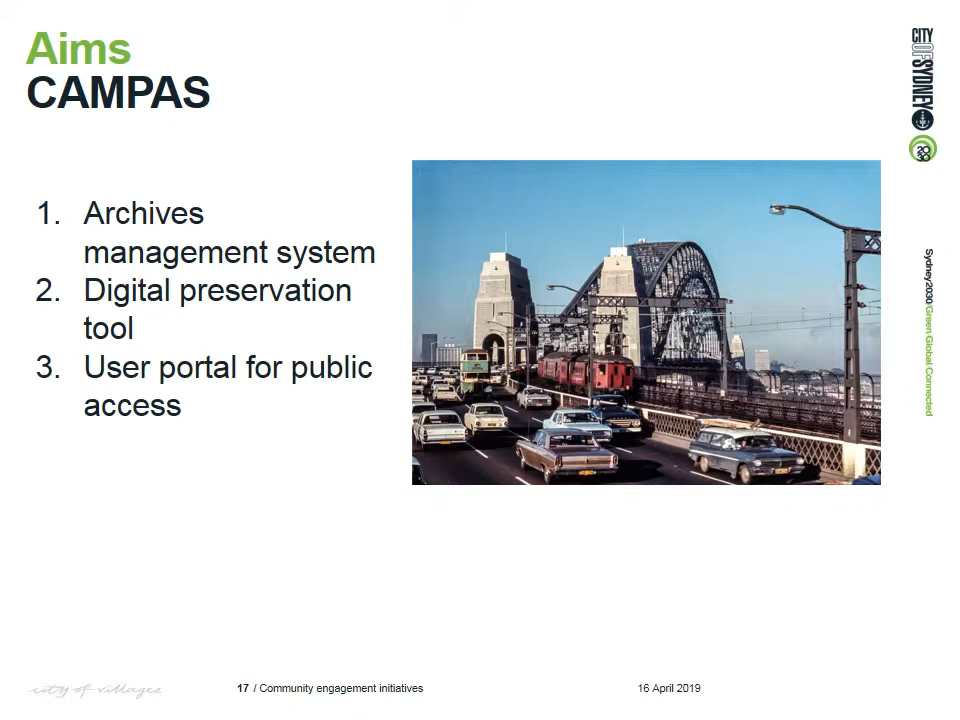 Aims
CAMPAS
1. Archives
management system
2. Digital preservation
tool
3. User portal for public
access
CITY OF SYDNEY
2030
Sydney2030/Green/Global/Connected
city of villages
17 / Community engagement initiatives
16 April 2019